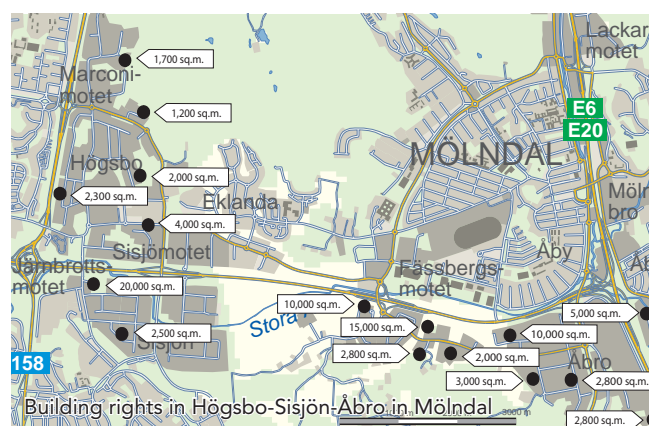 Lackar
motet
1,700 sq.m.
Marconi-
motet
E6
1,200 sq.m.
E20
MÖLNDAL
Högsbo
2,000 sq.m.
2,300 sq.m.
Eklanda
Möln
bro
4,000 sq.m.
Sisjömotet
Åby
Järnbrotts-
motet
Fässbergs-
motet
20,000 sq.m.
10,000 sq.m.
5,000 sq.m.
Stora
15,000 sq.m.
10,000 sq.m.
2,500 sq.m.
Sisjön
2,800 sq.m.
2,000 sq.m.
158
Åbro
3,000 sq.m.
2,800 sq.m.
Building rights in Högsbo-Sisjön-Åbro in Mölndal
3000 m
2,800 sq.m.